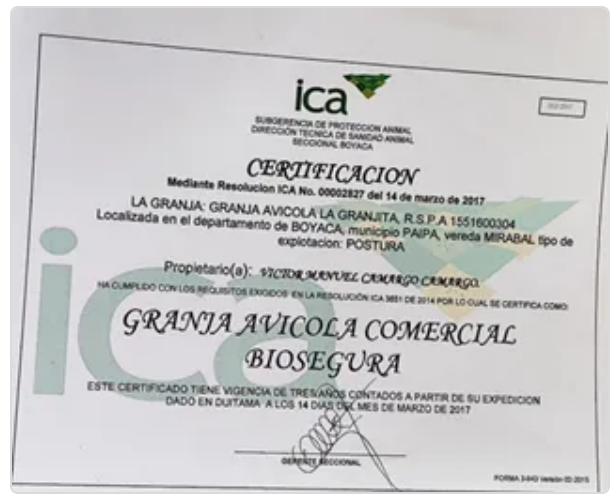 ica
SUBGERENCIA DE PROTECCION ANIMAL
DIRECCIÓN TECNICA DE SANIDAD ANIMAL
SECCIONAL BOYACA
CERTIFICACION
Mediante Resolucion ICA No. 00002827 del 14 de marzo de 2017
LA GRANJA: GRANJA AVICOLA LA GRANJITA, R.S.P.A 1551600304
Localizada en el departamento de BOYACA, municipio PAIPA, vereda MIRABAL tipo de
explotacion: POSTURA
Propietario(a): VICTOR MANUEL CAMARGO CAMARGO.
HA CUMPLIDO CON LOS REQUISITOS EXIGIDOS EN LA RESOLUCIÓN ICA 3651 DE 2014 POR LO CUAL SE CERTIFICA COMO:
GRANJA AVICOLA COMERCIAL
BIOSEGURA
ESTE CERTIFICADO TIENE VIGENCIA DE TRES AÑOS CONTADOS A PARTIR DE SU EXPEDICION
DADO EN DUITAMA A LOS 14 DIAS DEL MES DE MARZO DE 2017
GERENTE SECCIONAL
ica